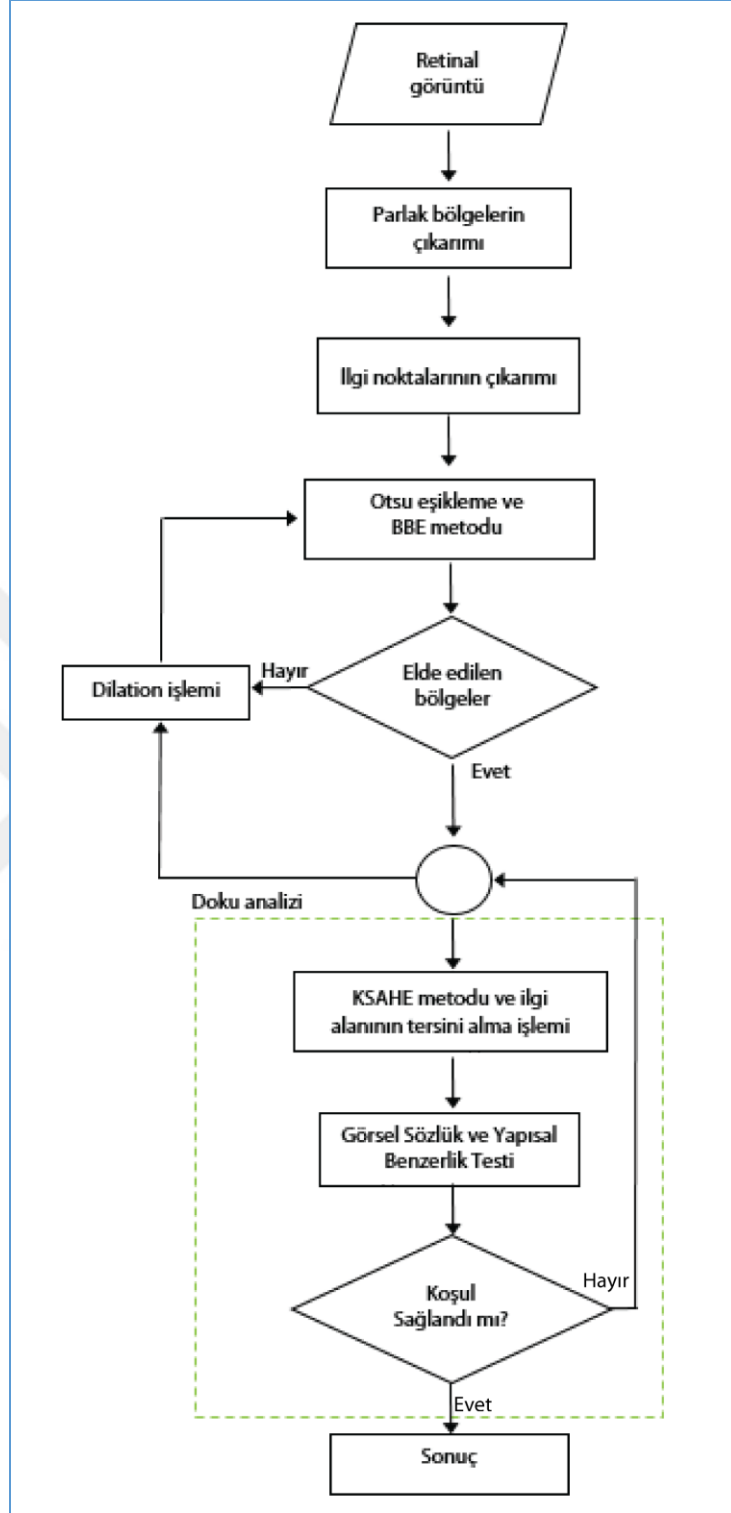 Retinal
görüntü
Parlak bölgelerin
çıkarımı
İlgi noktalarının çıkarımı
Otsu eşikleme ve
BBE metodu
Elde edilen
bölgeler
Hayır
Dilation işlemi
Evet
Doku analizi
KSAHE metodu ve ilgi
alanının tersini alma işlemi
Görsel Sözlük ve Yapısal
Benzerlik Testi
Koşul
Sağlandı mı?
Hayır
Evet
Sonuç